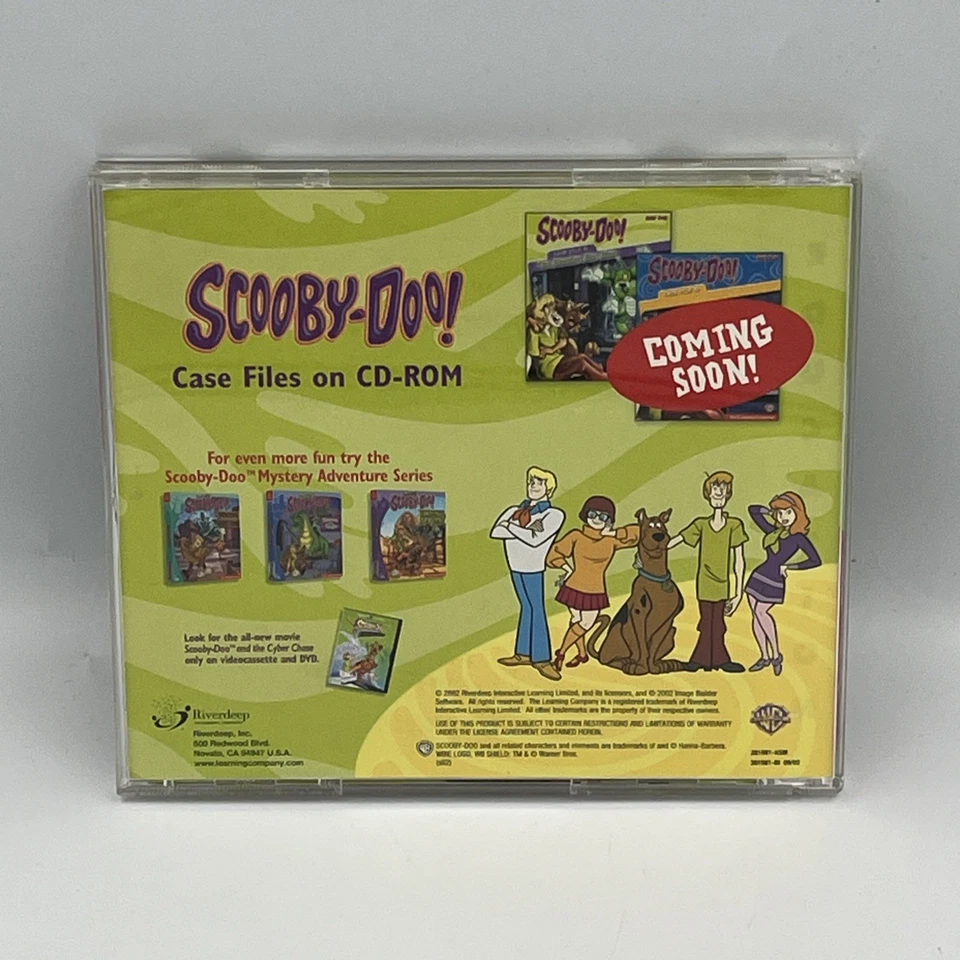 SCOOBY-DOO!
Case Files on CD-ROM
SCOOBY-DOO!
SCOOBY-DOO!
COMING
SOON!
For even more fun try the
Scooby-Doo™ Mystery Adventure Series
SCOOBY-DOO!
Look for the all-new movie
Scooby-Doo™ and the Cyber Chase
only on videocassette and DVD.
Riverdeep
Riverdeep, Inc.
500 Redwood Blvd.
Novato, CA 94947 U.S.A.
www.learningcompany.com
© 2002 Riverdeep Interactive Learning Limited, and its licensors, and © 2002 Image Builder
Software. All rights reserved. The Learning Company is a registered trademark of Riverdeep
Interactive Learning Limited. All other trademarks are the property of their respective owners.
USE OF THIS PRODUCT IS SUBJECT TO CERTAIN RESTRICTIONS AND LIMITATIONS OF WARRANTY
UNDER THE LICENSE AGREEMENT CONTAINED HEREIN.
SCOOBY-DOO and all related characters and elements are trademarks of and © Hanna-Barbera.
WBIE LOGO, WB SHIELD: TM & © Warner Bros.
(s02)